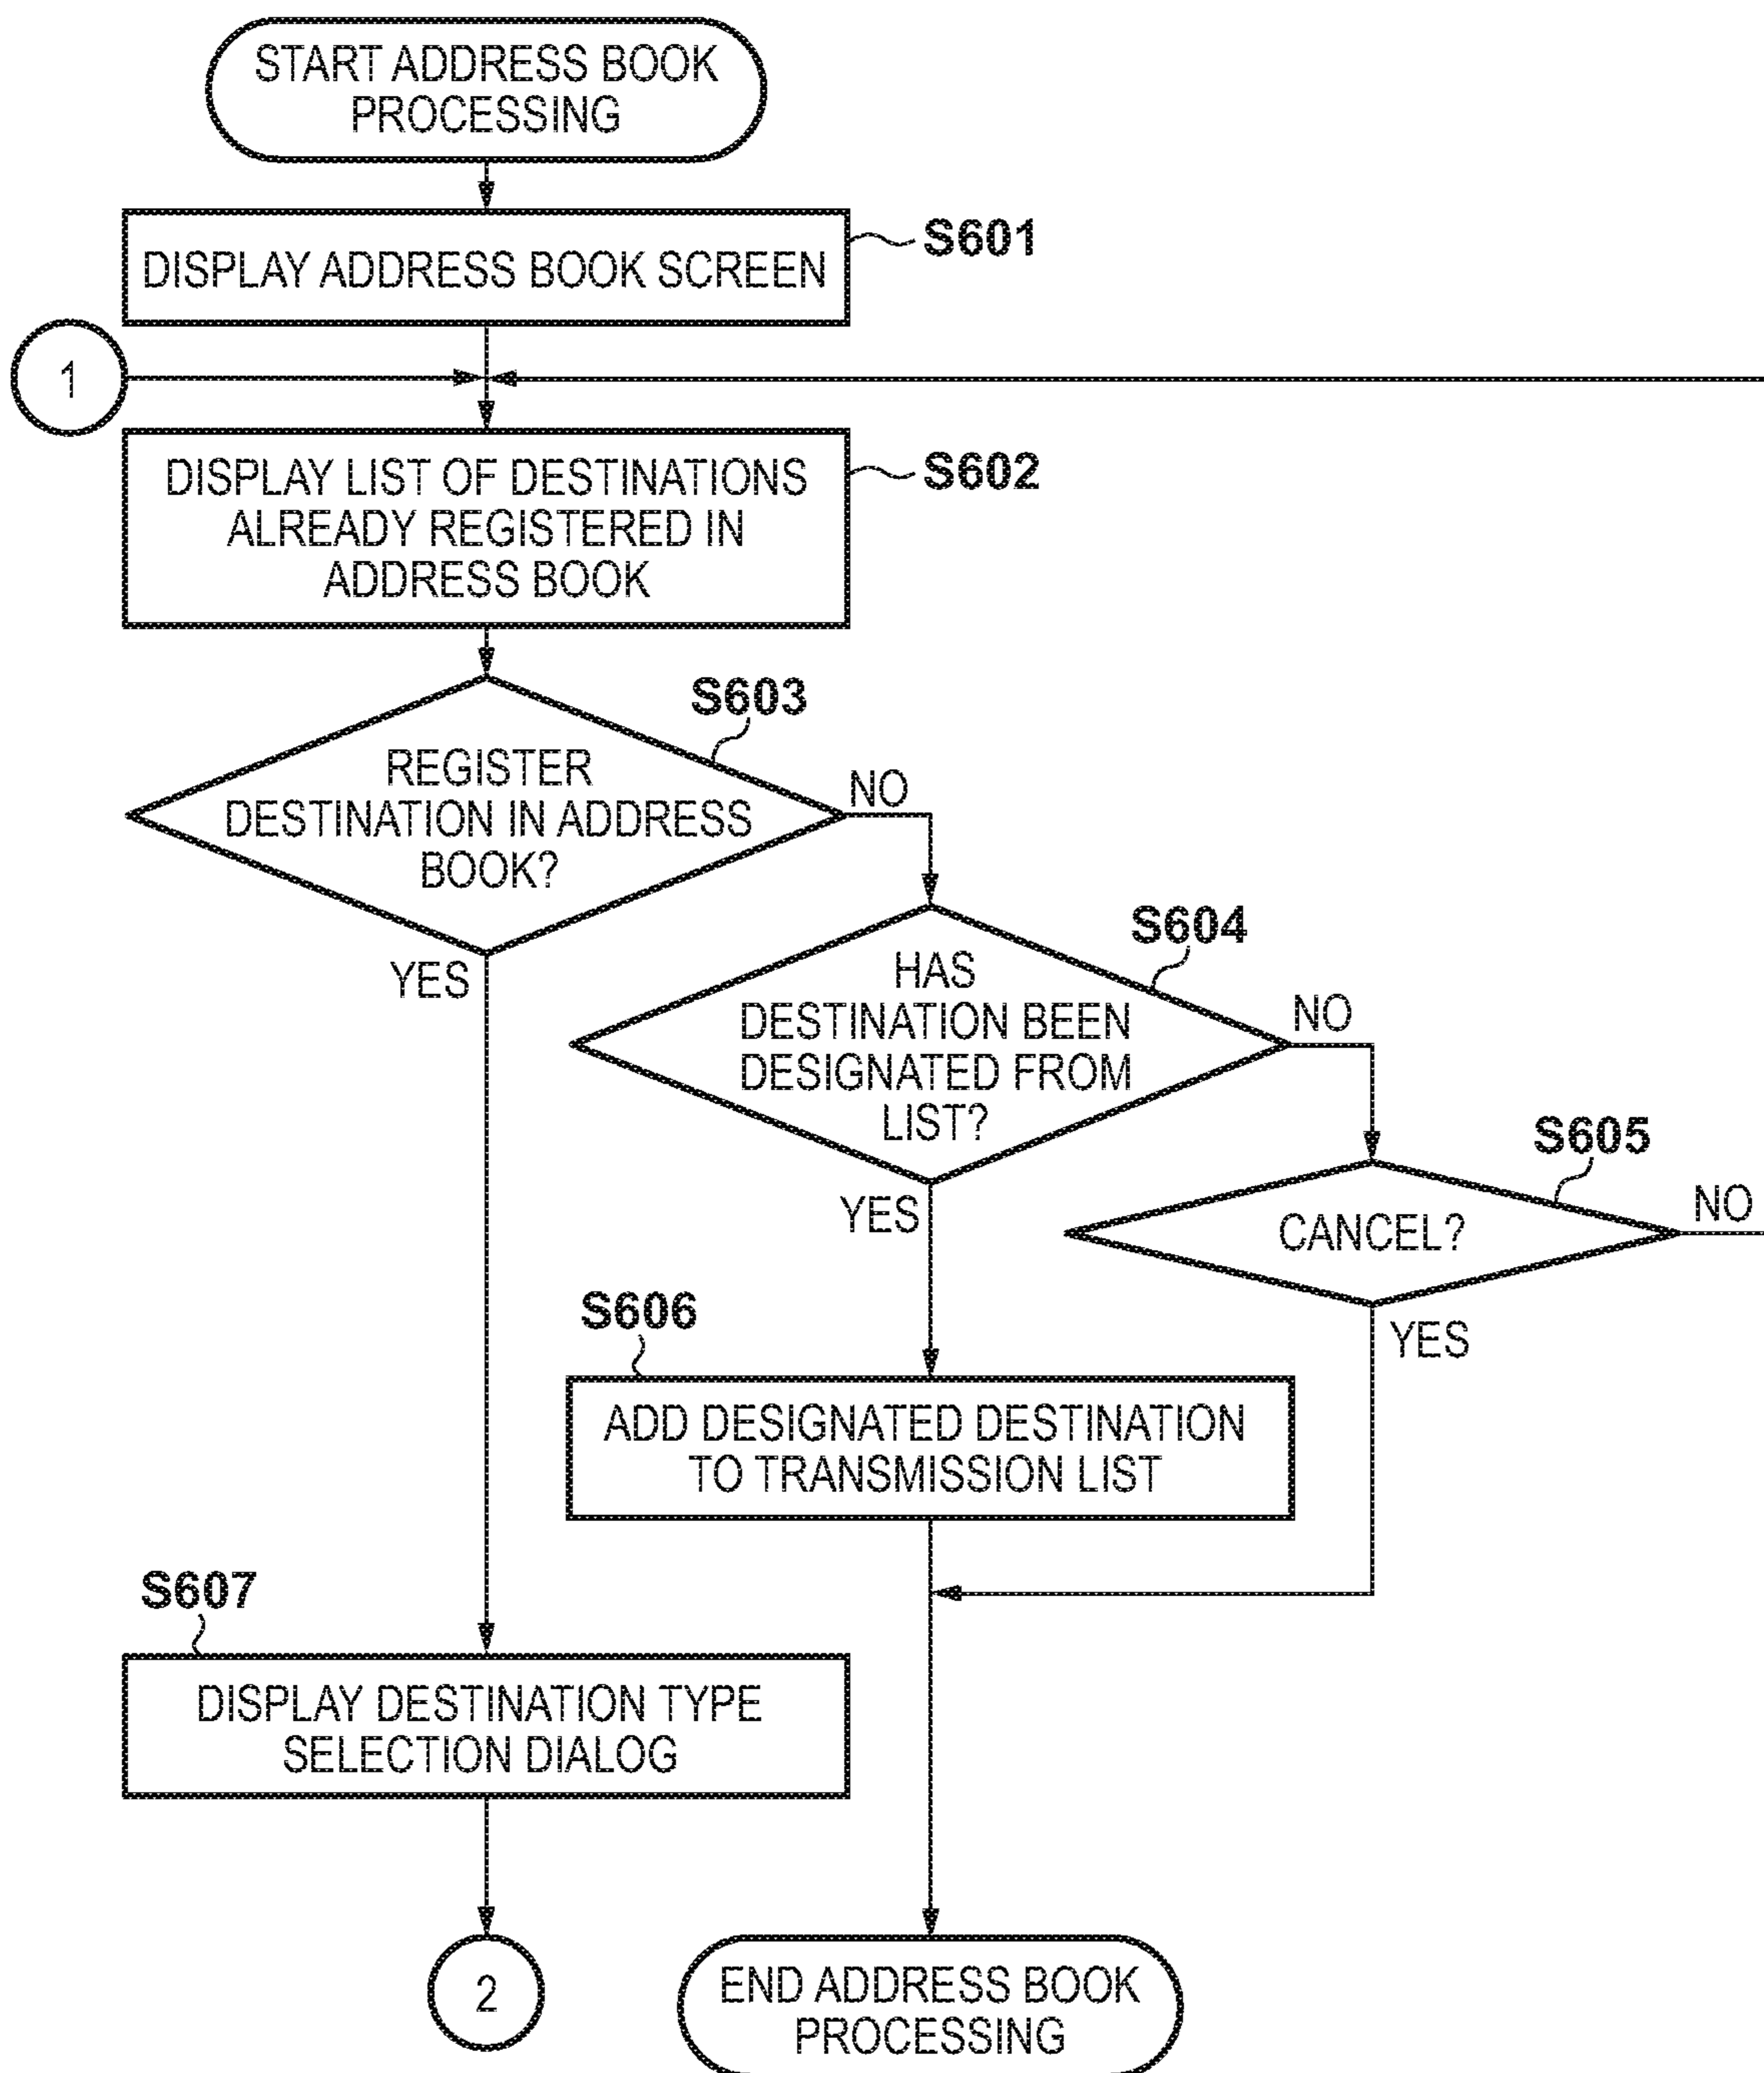 START ADDRESS BOOK
PROCESSING
DISPLAY ADDRESS BOOK SCREEN
S601
1
DISPLAY LIST OF DESTINATIONS
ALREADY REGISTERED IN
ADDRESS BOOK
S602
S603
REGISTER
DESTINATION IN ADDRESS
BOOK?
NO
YES
S604
HAS
DESTINATION BEEN
DESIGNATED FROM
LIST?
NO
YES
S605
CANCEL?
NO
YES
S606
ADD DESIGNATED DESTINATION
TO TRANSMISSION LIST
S607
DISPLAY DESTINATION TYPE
SELECTION DIALOG
2
END ADDRESS BOOK
PROCESSING